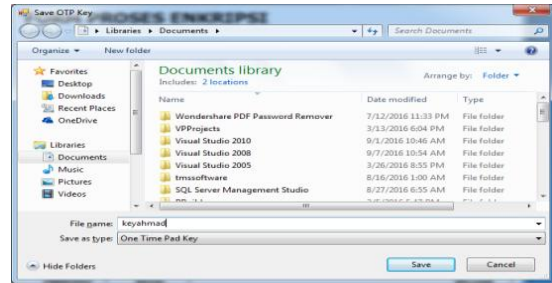 PROSES ENKRIPSI
Save OTP Key
Libraries ▸ Documents ▸
Search Documents
Organize
New folder
Favorites
Desktop
Downloads
Recent Places
OneDrive
Libraries
Documents
Music
Pictures
Videos
Documents library
Includes: 2 locations
Arrange by: Folder
Name Date modified Type
Wondershare PDF Password Remover 7/12/2016 11:33 PM File folder
VPProjects 3/13/2016 6:04 PM File folder
Visual Studio 2010 9/1/2016 10:46 AM File folder
Visual Studio 2008 9/7/2016 10:54 AM File folder
Visual Studio 2005 3/26/2016 8:55 PM File folder
tmssoftware 8/16/2016 1:00 AM File folder
SQL Server Management Studio 8/27/2016 6:55 AM File folder
File name: keyahmad
Save as type: One Time Pad Key
Hide Folders
Save
Cancel